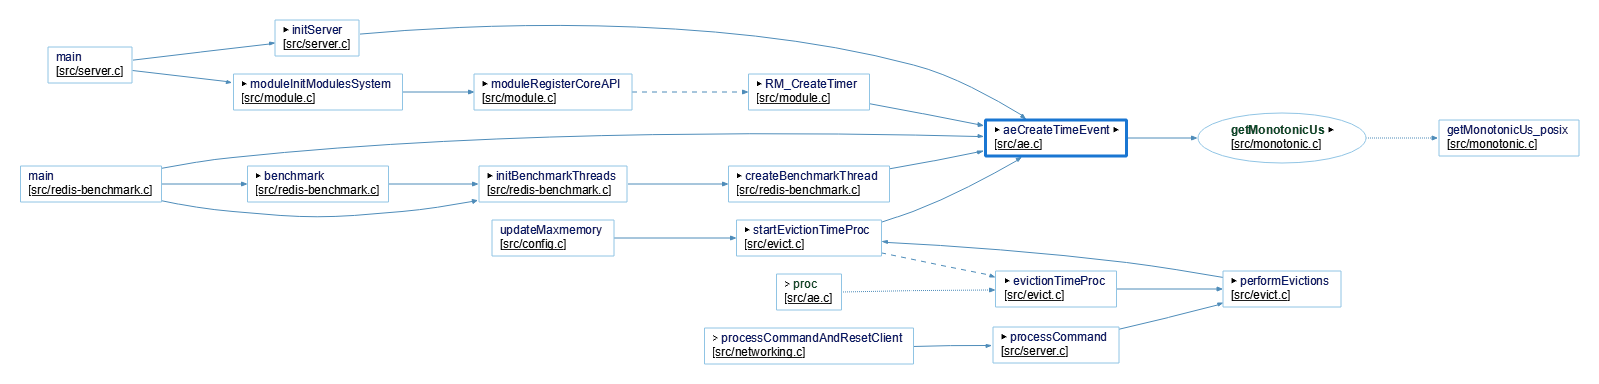 ▸ initServer
[src/server.c]
main
[src/server.c]
▸ moduleInitModulesSystem
[src/module.c]
▸ moduleRegisterCoreAPI
[src/module.c]
▸ RM_CreateTimer
[src/module.c]
▸ aeCreateTimeEvent ▸
[src/ae.c]
getMonotonicUs ▸
[src/monotonic.c]
getMonotonicUs_posix
[src/monotonic.c]
main
[src/redis-benchmark.c]
▸ benchmark
[src/redis-benchmark.c]
▸ initBenchmarkThreads
[src/redis-benchmark.c]
▸ createBenchmarkThread
[src/redis-benchmark.c]
updateMaxmemory
[src/config.c]
▸ startEvictionTimeProc
[src/evict.c]
> proc
[src/ae.c]
▸ evictionTimeProc
[src/evict.c]
▸ performEvictions
[src/evict.c]
> processCommandAndResetClient
[src/networking.c]
▸ processCommand
[src/server.c]